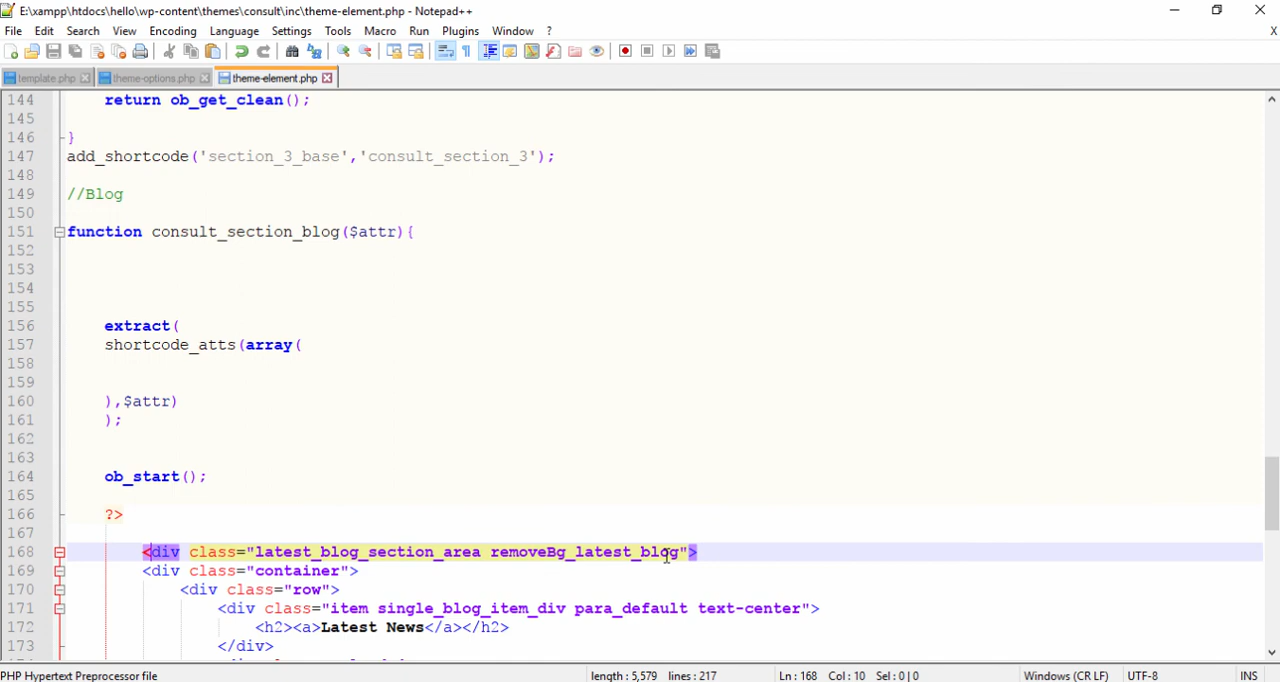 E:\xampp\htdocs\hello\wp-content\themes\consult\inc\theme-element.php - Notepad++
File Edit Search View Encoding Language Settings Tools Macro Run Plugins Window ? X
template.php theme-options.php theme-element.php
144 return ob_get_clean();
145
146 }
147 add_shortcode('section_3_base','consult_section_3');
148
149 //Blog
150
151 function consult_section_blog($attr){
152
153
154
155
156 extract(
157 shortcode_atts(array(
158
159
160 ),$attr)
161 );
162
163
164 ob_start();
165
166 ?>
167
168 <div class="latest_blog_section_area removeBg_latest_blog">
169 <div class="container">
170 <div class="row">
171 <div class="item single_blog_item_div para_default text-center">
172 <h2><a>Latest News</a></h2>
173 </div>
PHP Hypertext Preprocessor file length : 5,579 lines : 217 Ln : 168 Col : 10 Sel : 0 | 0 Windows (CR LF) UTF-8 INS